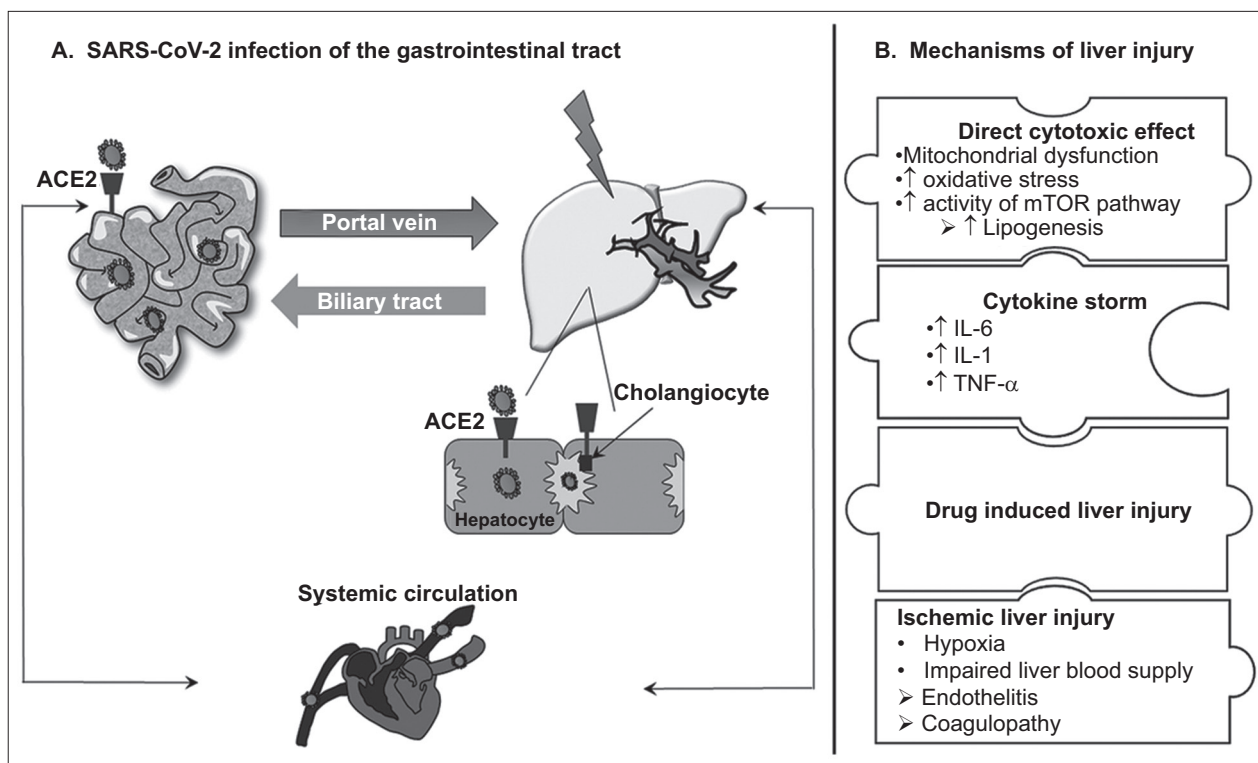 A. SARS-CoV-2 infection of the gastrointestinal tract
ACE2
Portal vein
Biliary tract
Cholangiocyte
ACE2
Hepatocyte
Systemic circulation
B. Mechanisms of liver injury
Direct cytotoxic effect
•Mitochondrial dysfunction
•↑ oxidative stress
•↑ activity of mTOR pathway
➢ ↑ Lipogenesis
Cytokine storm
•↑ IL-6
•↑ IL-1
•↑ TNF-α
Drug induced liver injury
Ischemic liver injury
• Hypoxia
• Impaired liver blood supply
➢ Endothelitis
➢ Coagulopathy